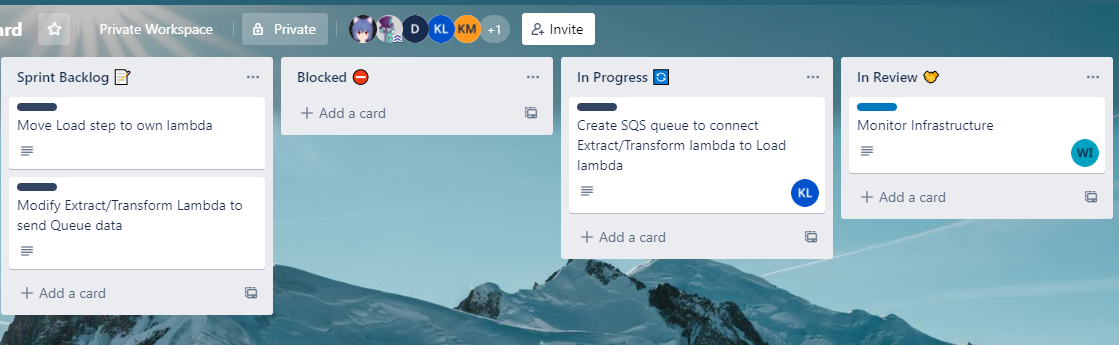 ard
Private Workspace
Private
D
KL
KM
+1
Invite
Sprint Backlog 📝
Move Load step to own lambda
Modify Extract/Transform Lambda to
send Queue data
+ Add a card
Blocked ⛔
+ Add a card
In Progress 🔄
Create SQS queue to connect
Extract/Transform lambda to Load
lambda
KL
+ Add a card
In Review 🤝
Monitor Infrastructure
WI
+ Add a card